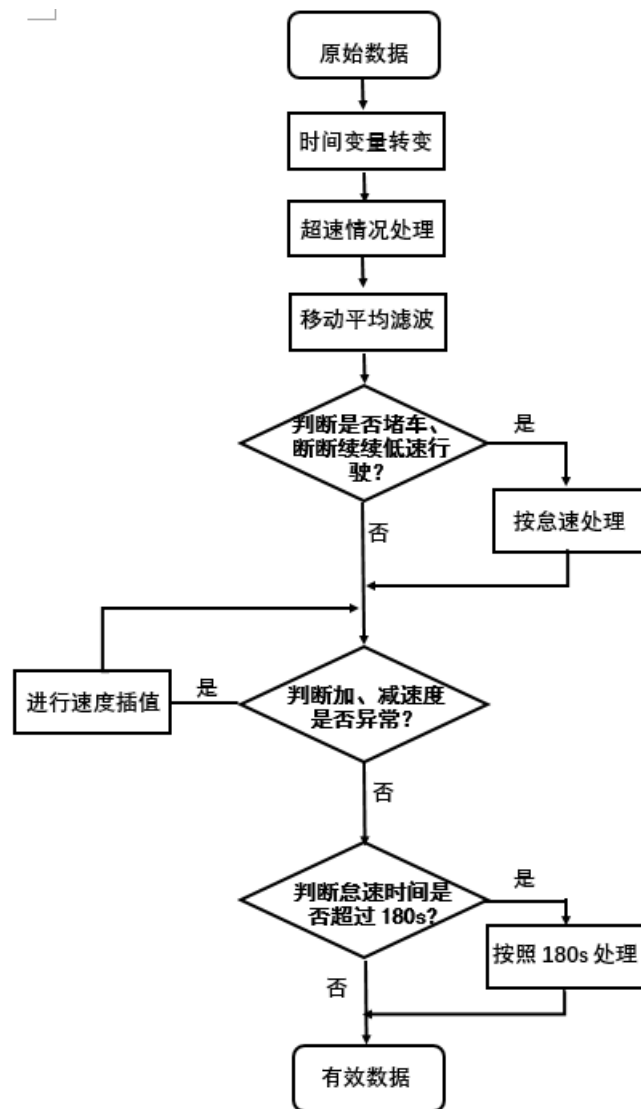 原始数据
时间变量转变
超速情况处理
移动平均滤波
判断是否堵车、
断断续续低速行
驶？
是
按怠速处理
否
进行速度插值
是
判断加、减速度
是否异常？
否
判断怠速时间是
否超过 180s？
是
按照 180s 处理
否
有效数据